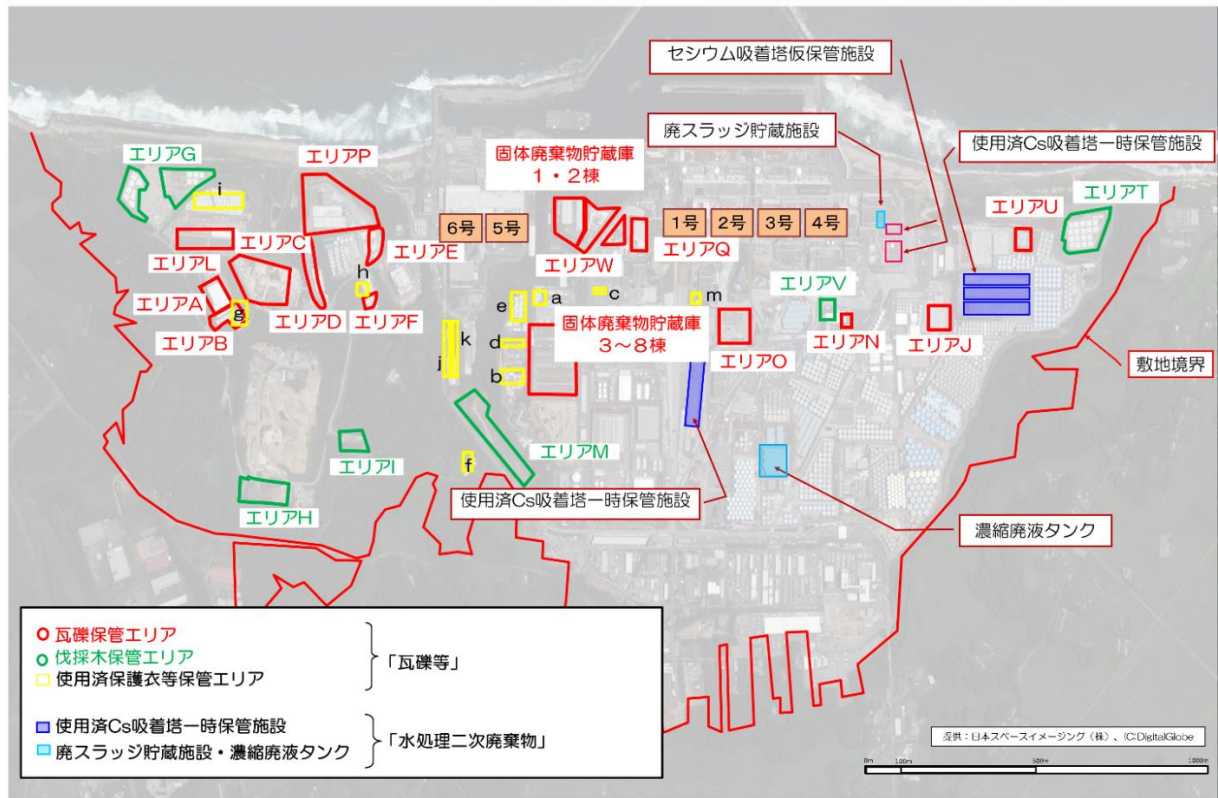 セシウム吸着塔仮保管施設
廃スラッジ貯蔵施設
使用済Cs吸着塔一時保管施設
エリアG
エリアP
固体廃棄物貯蔵庫
1・2棟
エリアT
i
エリアU
6号
5号
1号
2号
3号
4号
エリアC
エリアE
エリアW
エリアQ
エリアL
h
エリアV
エリアA
g
エリアD
エリアF
e
a
c
m
エリアB
k
d
固体廃棄物貯蔵庫
3～8棟
エリアO
エリアN
エリアJ
j
b
敷地境界
エリアI
f
エリアM
エリアH
使用済Cs吸着塔一時保管施設
濃縮廃液タンク
瓦礫保管エリア
伐採木保管エリア
使用済保護衣等保管エリア
「瓦礫等」
使用済Cs吸着塔一時保管施設
廃スラッジ貯蔵施設・濃縮廃液タンク
「水処理二次廃棄物」
提供：日本スペースイメージング（株）、(C)DigitalGlobe
0m 100m 500m 1000m